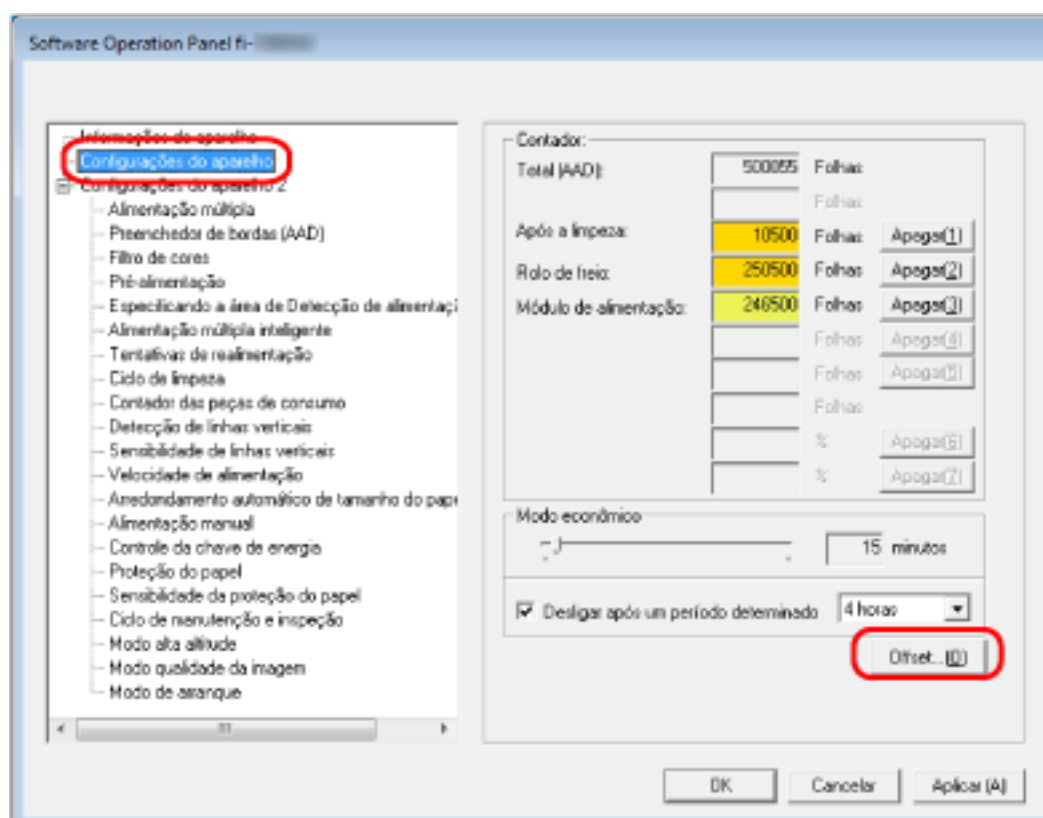 Software Operation Panel fi-
Informações do aparelho
Configurações do aparelho
Configurações do aparelho 2
Alimentação múltipla
Preenchedor de bordas (AAD)
Filtro de cores
Pré-alimentação
Especificando a área de Detecção de alimentaçi
Alimentação múltipla inteligente
Tentativas de realimentação
Ciclo de limpeza
Contador das peças de consumo
Detecção de linhas verticais
Sensibilidade de linhas verticais
Velocidade de alimentação
Arredondamento automático de tamanho do pape
Alimentação manual
Controle da chave de energia
Proteção do papel
Sensibilidade da proteção do papel
Ciclo de manutenção e inspeção
Modo alta altitude
Modo qualidade da imagem
Modo de arranque
Contador:
Total (AAD): 500055 Folhas
Folhas
Após a limpeza: 10500 Folhas Apagar(1)
Rolo de freio: 250500 Folhas Apagar(2)
Módulo de alimentação: 246500 Folhas Apagar(3)
Folhas Apagar(4)
Folhas Apagar(5)
Folhas
% Apagar(6)
% Apagar(7)
Modo econômico
15 minutos
Desligar após um período determinado 4 horas
Offset...(O)
OK Cancelar Aplicar (A)